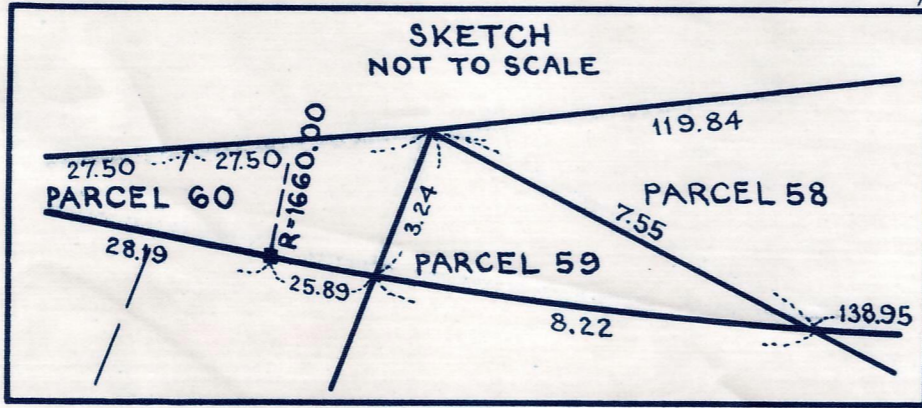 SKETCH
NOT TO SCALE
119.84
27.50
27.50
R=1660.00
PARCEL 60
3.24
7.55
PARCEL 58
28.19
25.89
PARCEL 59
8.22
138.95